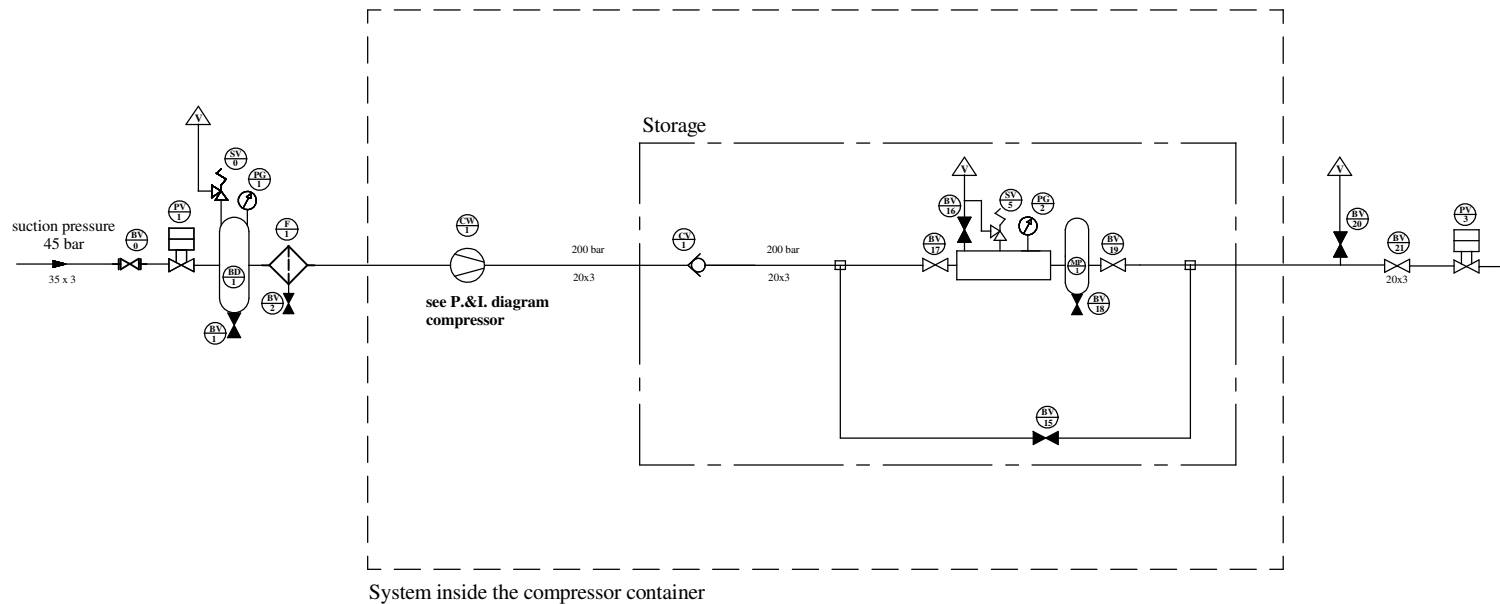 Storage
V
SV
0
PG
1
suction pressure
45 bar
PV
1
BV
0
F
1
35 x 3
BD
1
BV
2
BV
1
CW
1
see P.&I. diagram
compressor
200 bar
20x3
CV
1
200 bar
20x3
V
BV
16
SV
5
PG
2
BV
17
MP
1
BV
19
BV
18
BV
15
V
BV
20
BV
21
20x3
PV
3
System inside the compressor container